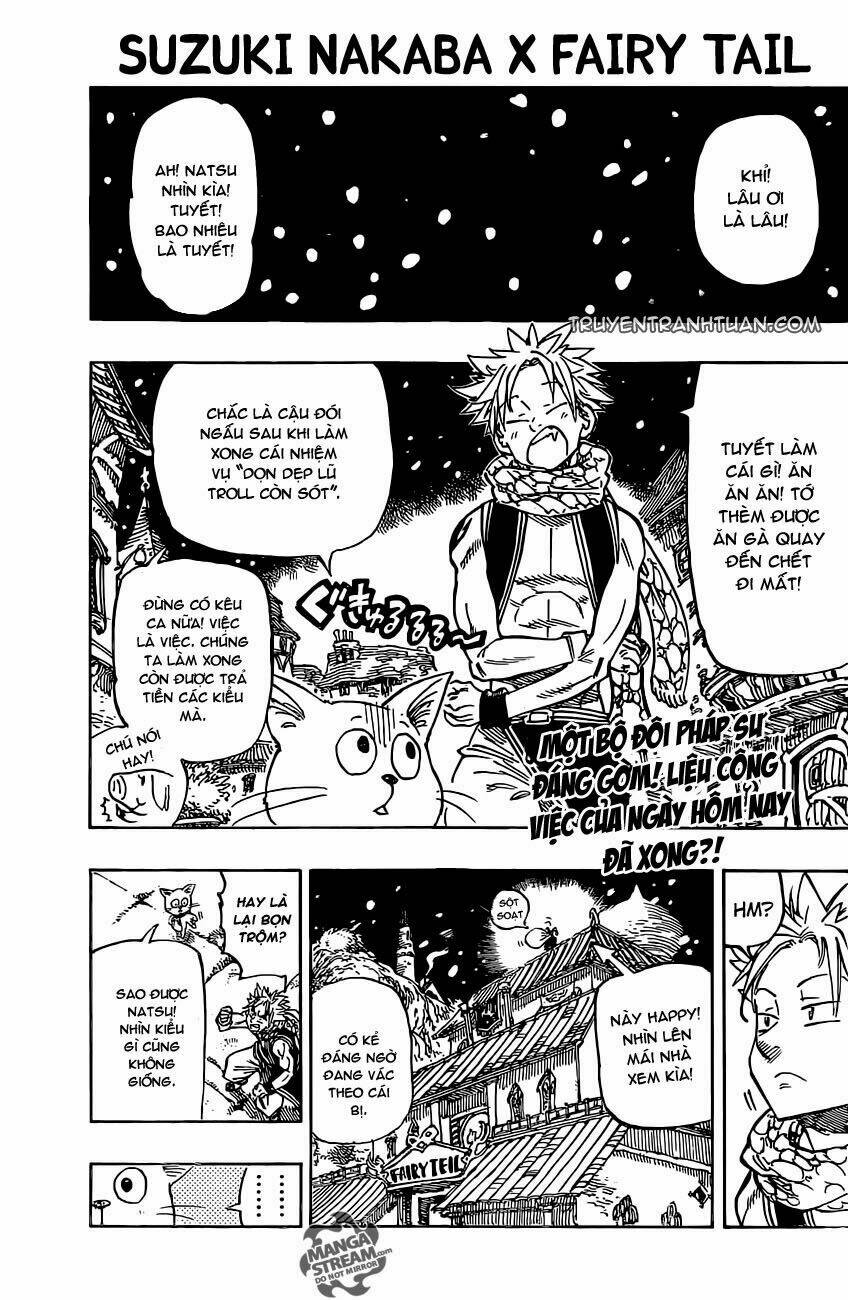 SUZUKI NAKABA X FAIRY TAIL
KHỈ!
LÂU ƠI
LÀ LÂU!
AH! NATSU
NHÌN KÌA!
TUYẾT!
BAO NHIÊU
LÀ TUYẾT!
TRUYENTRANHTUAN.COM
TUYẾT LÀM
CÁI GÌ! ĂN
ĂN ĂN! TỚ
THÈM ĐƯỢC
ĂN GÀ QUAY
ĐẾN CHẾT
ĐI MẤT!
CHẮC LÀ CẬU ĐÓI
NGẤU SAU KHI LÀM
XONG CÁI NHIỆM
VỤ "DỌN DẸP LŨ
TROLL CÒN SÓT".
ぐぎゅるるる〜
ĐỪNG CÓ KÊU
CA NỮA! VIỆC
LÀ VIỆC. CHÚNG
TA LÀM XONG
CÒN ĐƯỢC TRẢ
TIỀN CÁC KIỂU
MÀ.
CHÚ NÓI
HAY!
MỘT BỘ ĐÔI PHÁP SƯ
ĐÁNG GỜM! LIỆU CÔNG
VIỆC CỦA NGÀY HÔM NAY
ĐÃ XONG?!
HM?
SỘT
SOẠT
NÀY HAPPY!
NHÌN LÊN
MÁI NHÀ
XEM KÌA!
CÓ KẺ
ĐÁNG NGỜ
ĐANG VÁC
THEO CÁI
BỊ.
FAIRY TEIL
HAY LÀ
LẠI BỌN
TRỘM?
SAO ĐƯỢC
NATSU!
NHÌN KIỂU
GÌ CŨNG
KHÔNG
GIỐNG.
MANGA
STREAM.com
DO NOT MIRROR!